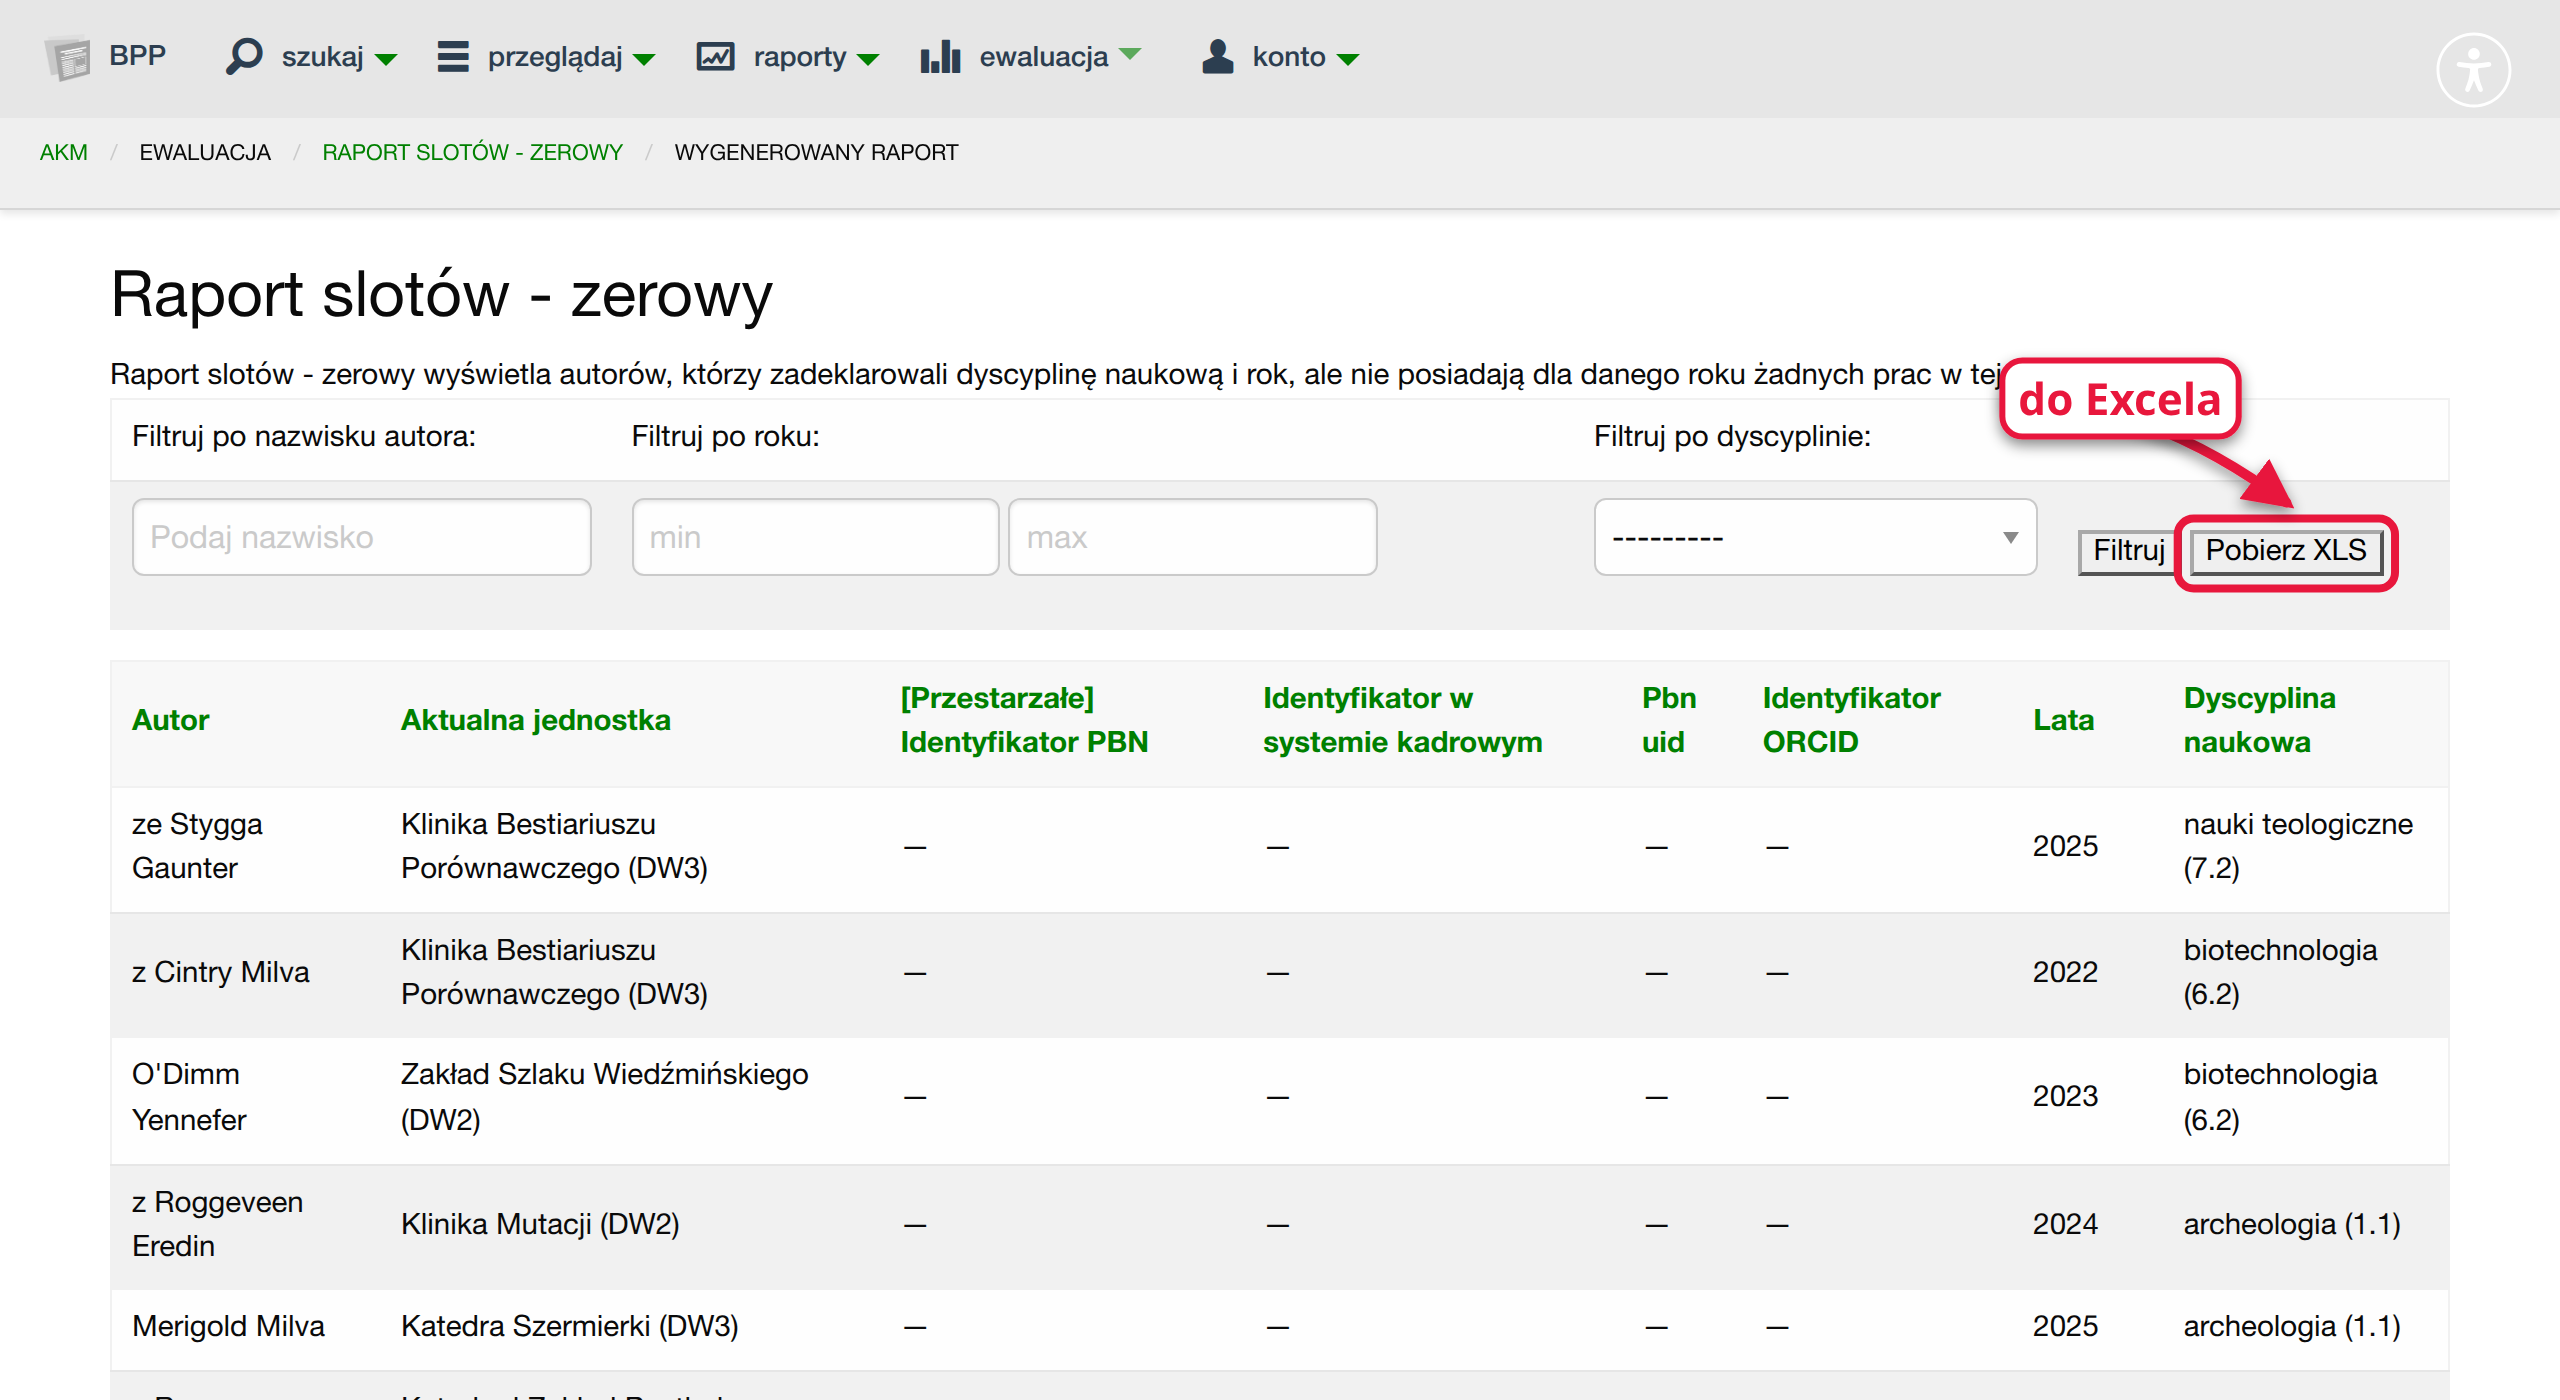 BPP szukaj przeglądaj raporty ewaluacja konto
AKM / EWALUACJA / RAPORT SLOTÓW - ZEROWY / WYGENEROWANY RAPORT
Raport slotów - zerowy
Raport slotów - zerowy wyświetla autorów, którzy zadeklarowali dyscyplinę naukową i rok, ale nie posiadają dla danego roku żadnych prac w tej
do Excela
Filtruj po nazwisku autora: Filtruj po roku: Filtruj po dyscyplinie:
Podaj nazwisko min max --------- Filtruj Pobierz XLS
Autor Aktualna jednostka [Przestarzałe] Identyfikator PBN Identyfikator w systemie kadrowym Pbn uid Identyfikator ORCID Lata Dyscyplina naukowa
ze Stygga Gaunter Klinika Bestiariuszu Porównawczego (DW3) — — — — 2025 nauki teologiczne (7.2)
z Cintry Milva Klinika Bestiariuszu Porównawczego (DW3) — — — — 2022 biotechnologia (6.2)
O'Dimm Yennefer Zakład Szlaku Wiedźmińskiego (DW2) — — — — 2023 biotechnologia (6.2)
z Roggeveen Eredin Klinika Mutacji (DW2) — — — — 2024 archeologia (1.1)
Merigold Milva Katedra Szermierki (DW3) — — — — 2025 archeologia (1.1)